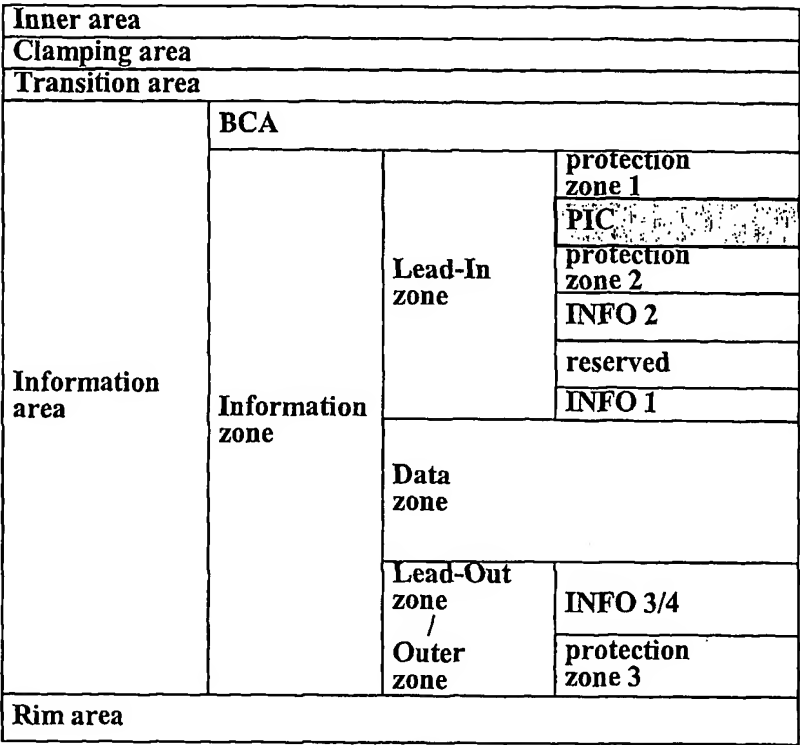 Inner area
Clamping area
Transition area
Information
area
BCA
Information
zone
Lead-In
zone
protection
zone 1
PIC
protection
zone 2
INFO 2
reserved
INFO 1
Data
zone
Lead-Out
zone
/
Outer
zone
INFO 3/4
protection
zone 3
Rim area